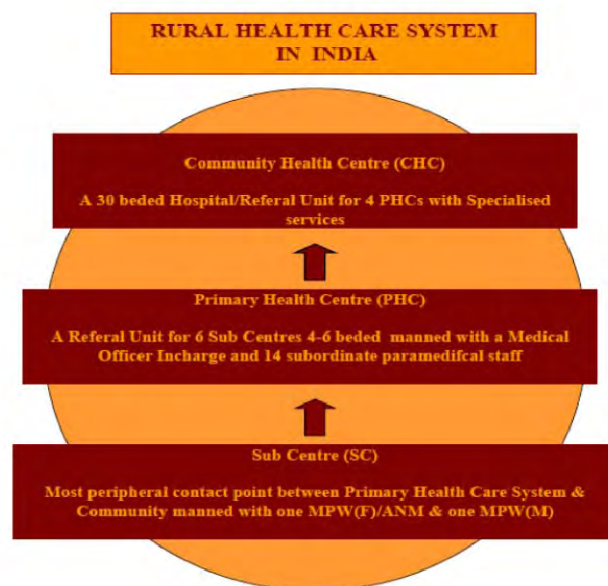 RURAL HEALTH CARE SYSTEM
IN INDIA
Community Health Centre (CHC)
A 30 beded Hospital/Referal Unit for 4 PHCs with Specialised
services
Primary Health Centre (PHC)
A Referal Unit for 6 Sub Centres 4-6 beded manned with a Medical
Officer Incharge and 14 subordinate paramedifcal staff
Sub Centre (SC)
Most peripheral contact point between Primary Health Care System &
Community manned with one MPW(F)/ANM & one MPW(M)